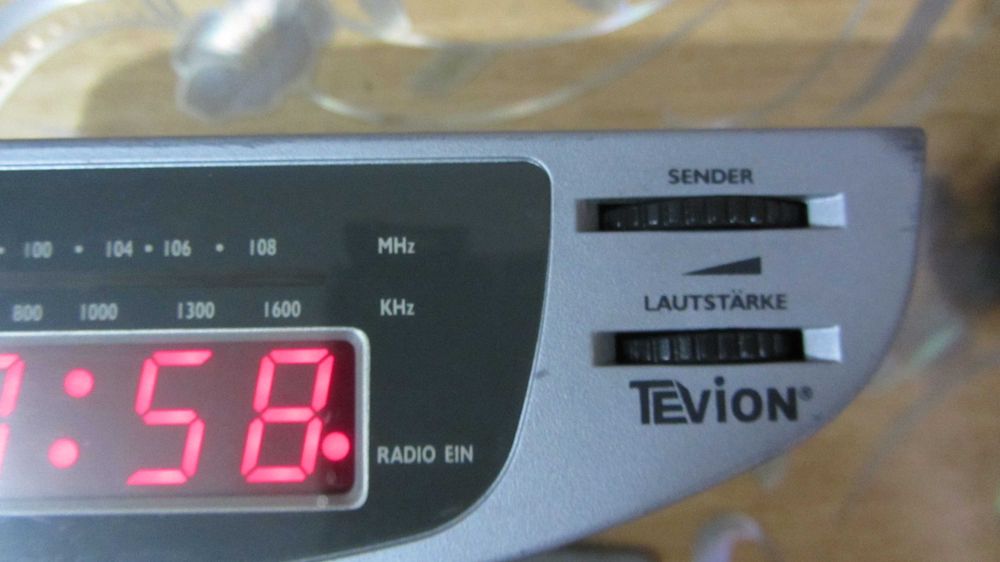 SENDER
100 • 104 • 106 • 108 MHz
800 1000 1300 1600 KHz
LAUTSTÄRKE
:58.
RADIO EIN
TEVION®